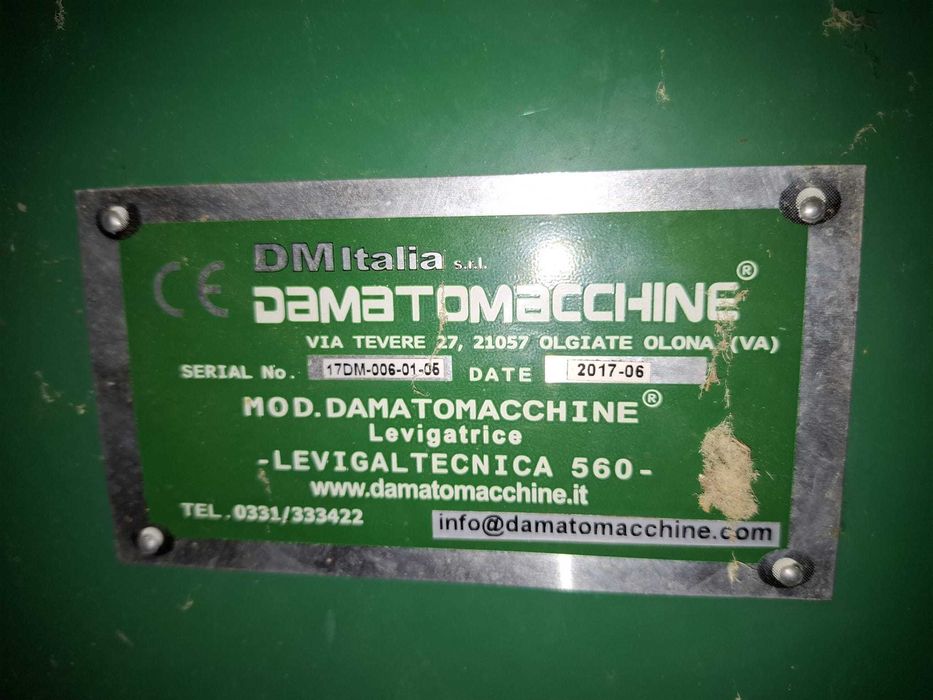 DMItalia s.r.l.
CE DAMATOMACCHINE®
VIA TEVERE 27, 21057 OLGIATE OLONA (VA)
SERIAL No. 17DM-006-01-05 DATE 2017-06
MOD.DAMATOMACCHINE®
Levigatrice
-LEVIGALTECNICA 560-
www.damatomacchine.it
TEL.0331/333422 info@damatomacchine.com